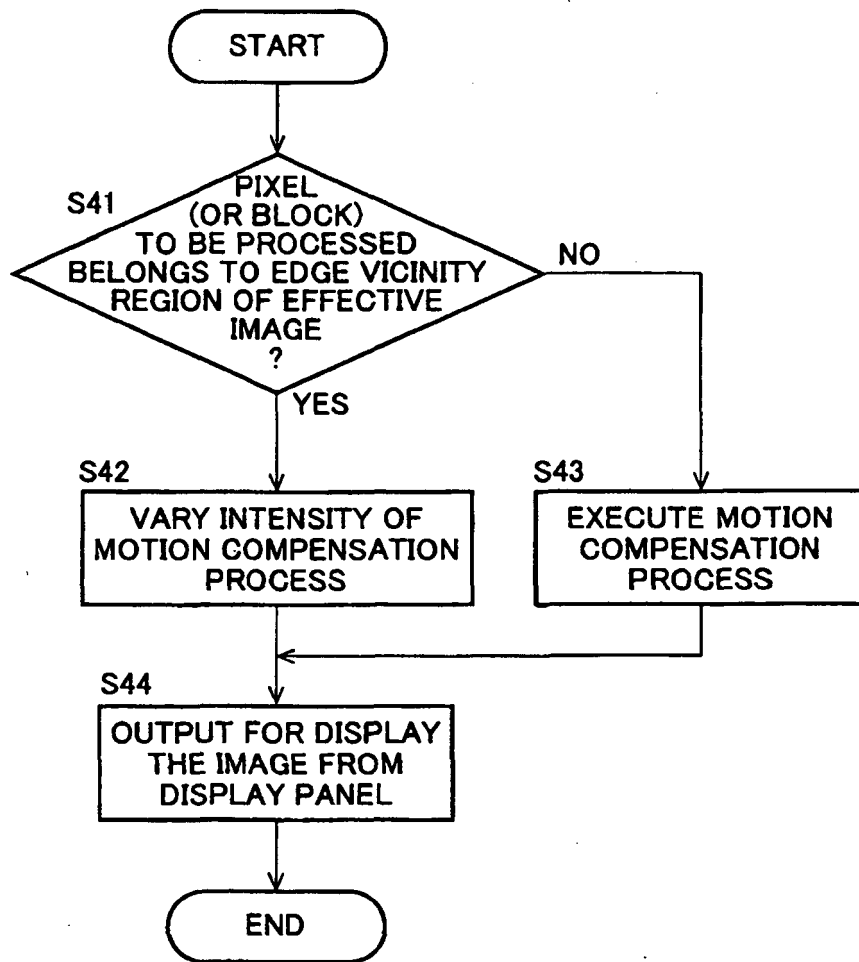 START
S41
PIXEL
(OR BLOCK)
TO BE PROCESSED
BELONGS TO EDGE VICINITY
REGION OF EFFECTIVE
IMAGE
?
NO
YES
S42
VARY INTENSITY OF
MOTION COMPENSATION
PROCESS
S43
EXECUTE MOTION
COMPENSATION
PROCESS
S44
OUTPUT FOR DISPLAY
THE IMAGE FROM
DISPLAY PANEL
END